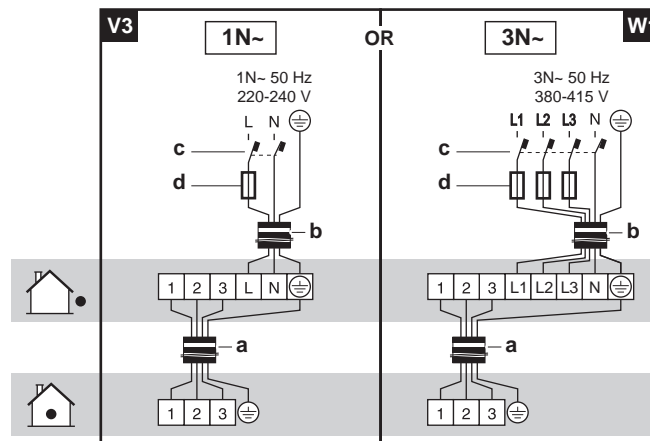 V3 1N~ OR 3N~ W1
1N~ 50 Hz
220-240 V
3N~ 50 Hz
380-415 V
L N
L1 L2 L3 N
c
c
d
d
b
b
1 2 3 L N
1 2 3 L1 L2 L3 N
a
a
1 2 3
1 2 3